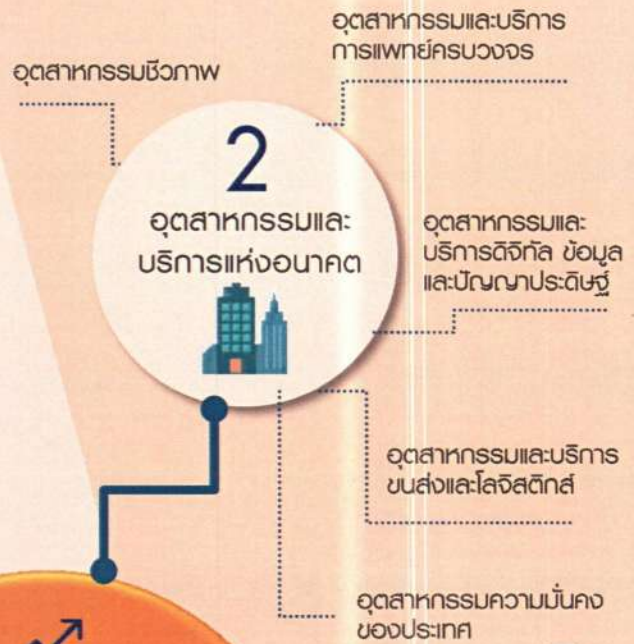 อุตสาหกรรมและบริการ
การแพทย์ครบวงจร
อุตสาหกรรมชีวภาพ
2
อุตสาหกรรมและ
บริการแห่งอนาคต
อุตสาหกรรมและ
บริการดิจิทัล ข้อมูล
และปัญญาประดิษฐ์
อุตสาหกรรมและบริการ
ขนส่งและโลจิสติกส์
อุตสาหกรรมความมั่นคง
ของประเทศ